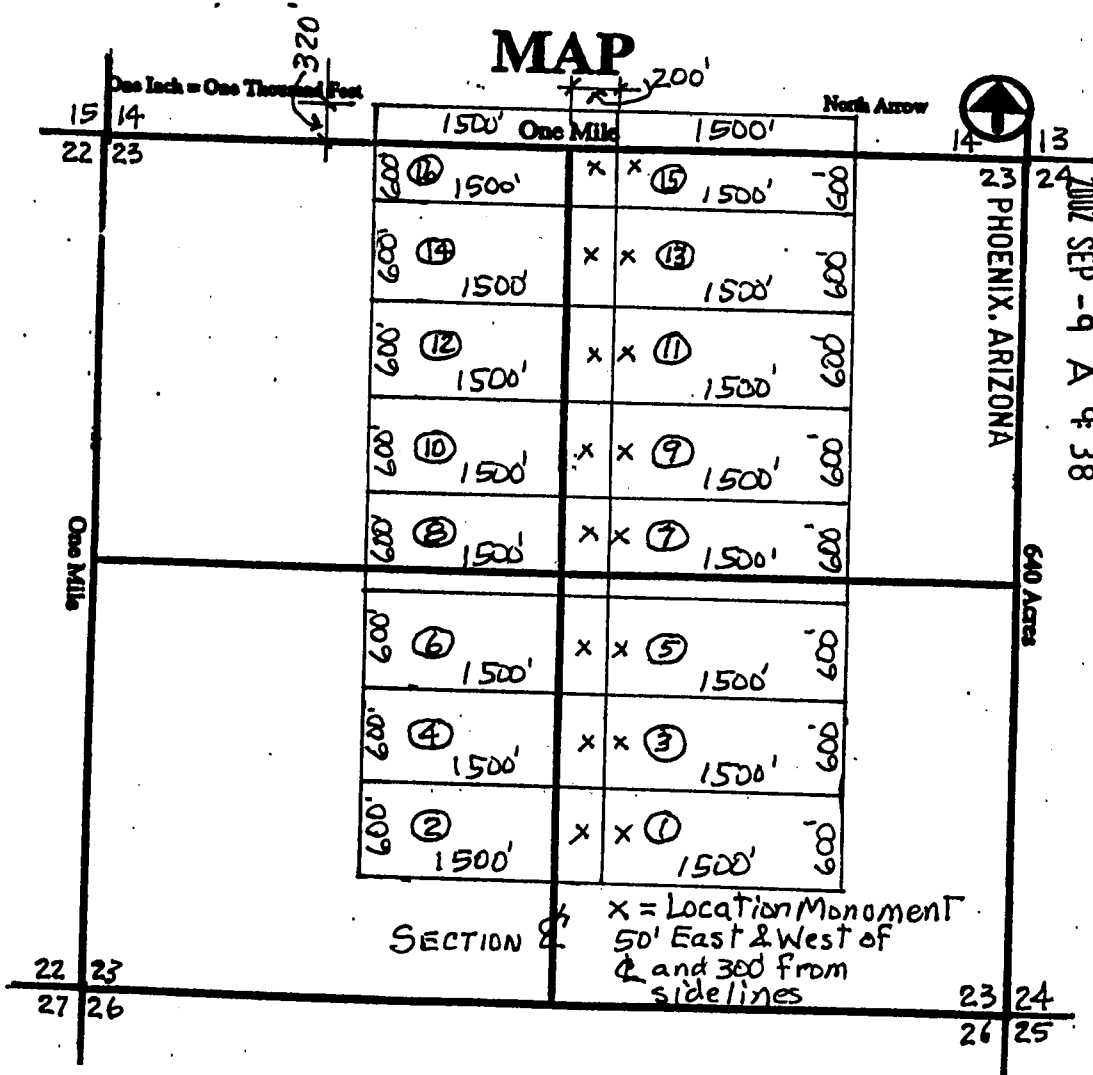 MAP
320
200'
One Inch = One Thousand Feet
North Arrow
15 14
22 23
14 13
23 24
1500' One Mile 1500'
600' 16 1500' x x 15 1500' 600'
600' 14 1500' x x 13 1500' 600'
600' 12 1500' x x 11 1500' 600'
600' 10 1500' x x 9 1500' 600'
600' 8 1500' x x 7 1500' 600'
600' 6 1500' x x 5 1500' 600'
600' 4 1500' x x 3 1500' 600'
600' 2 1500' x x 1 1500' 600'
One Mile
640 Acres
PHOENIX, ARIZONA
SEP -9 A 9:38
SECTION ℄
x = Location Monoment
50' East & West of
℄ and 300' from
sidelines
22 23
27 26
23 24
26 25